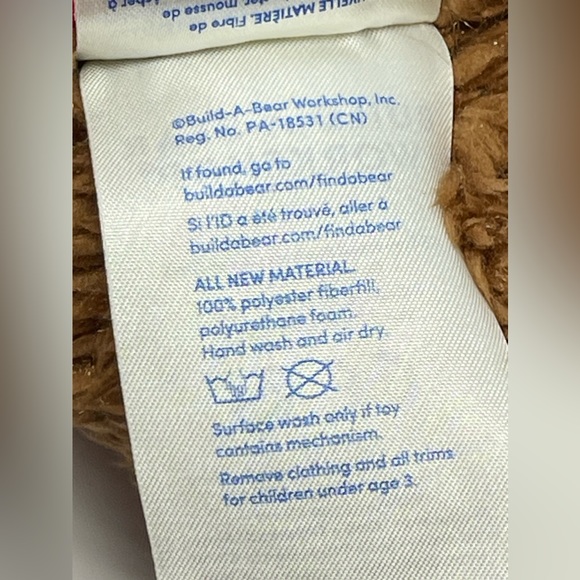 NOUVELLE MATIÈRE. Fibre de
mousse de
©Build-A-Bear Workshop, Inc.
Reg. No. PA-18531 (CN)
If found, go to
buildabear.com/findabear
Si l'ID a été trouvé, aller à
buildabear.com/findabear
ALL NEW MATERIAL.
100% polyester fiberfill,
polyurethane foam.
Hand wash and air dry.
Surface wash only if toy
contains mechanism.
Remove clothing and all trims
for children under age 3.